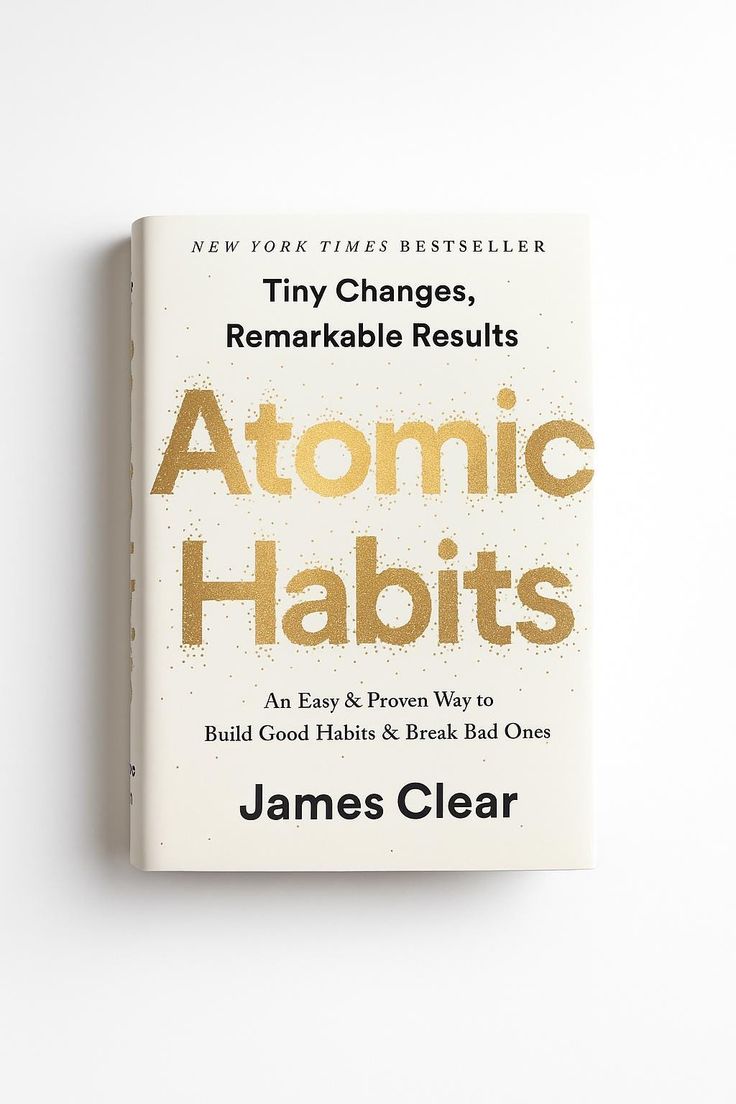 NEW YORK TIMES BESTSELLER
Tiny Changes,
Remarkable Results
Atomic
Habits
An Easy & Proven Way to
Build Good Habits & Break Bad Ones
James Clear